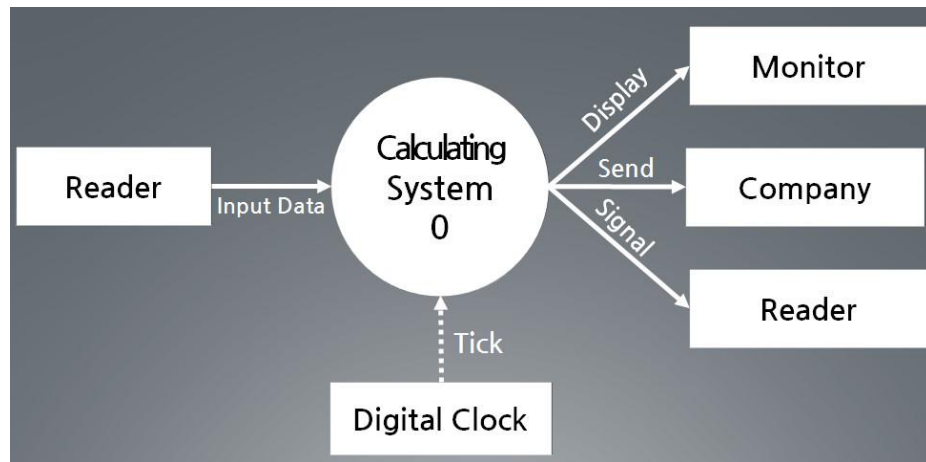 Reader
Input Data
Calculating
System
0
Display
Send
Signal
Monitor
Company
Reader
Tick
Digital Clock